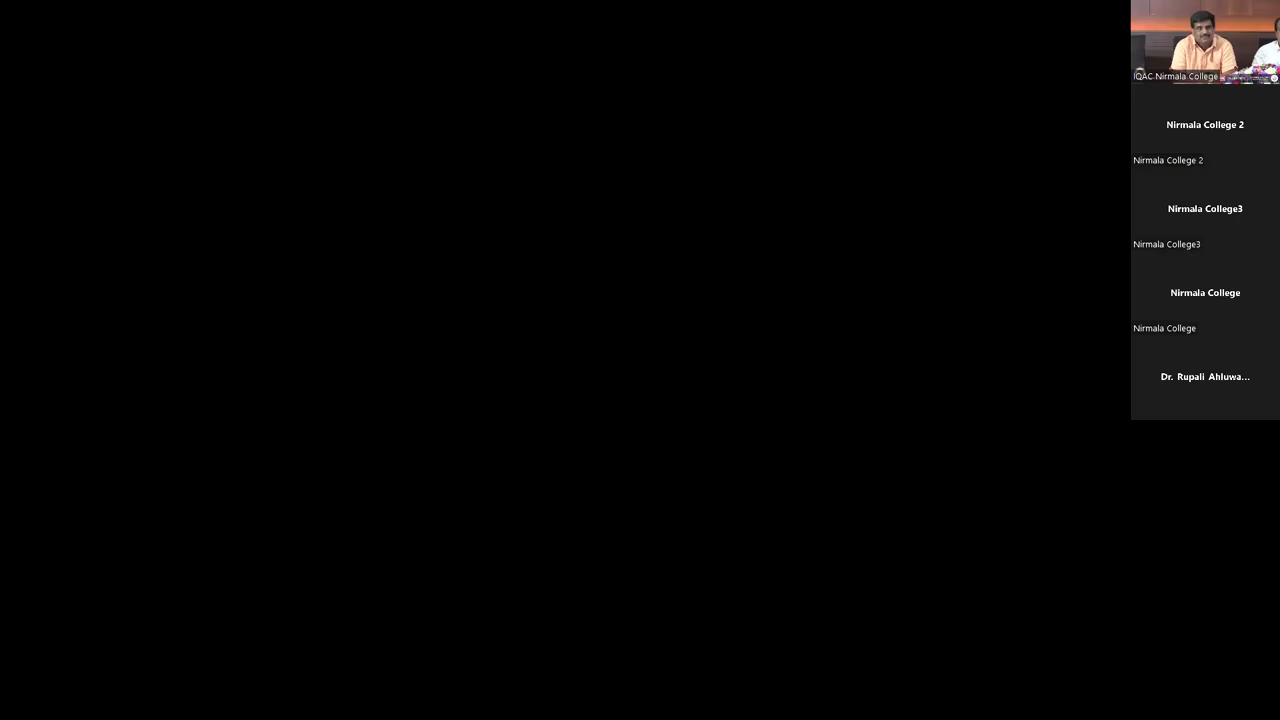 IQAC Nirmala College
Nirmala College 2
Nirmala College 2
Nirmala College3
Nirmala College3
Nirmala College
Nirmala College
Dr. Rupali Ahluwa...